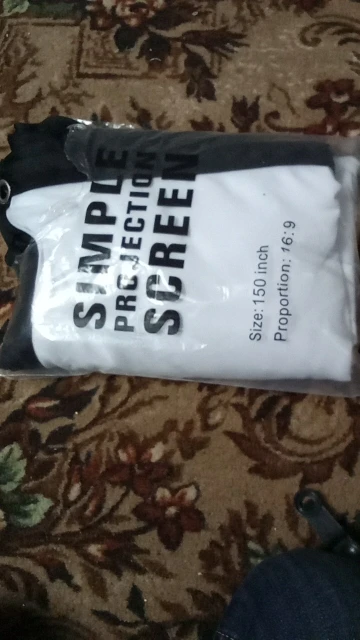 SIMPLE
PROJECTION
SCREEN
Size: 150 inch
Proportion: 16:9